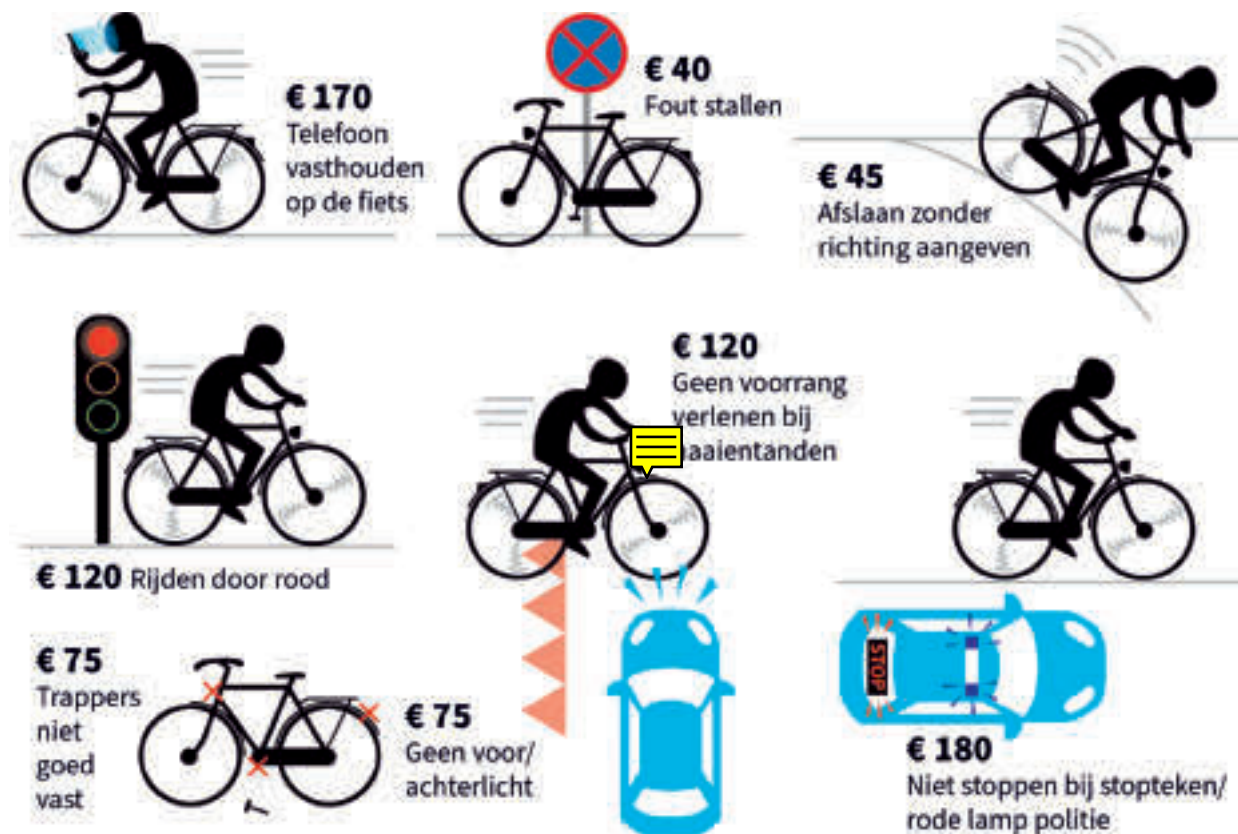 € 170
Telefoon
vasthouden
op de fiets
€ 40
Fout stallen
€ 45
Afslaan zonder
richting aangeven
€ 120 Rijden door rood
€ 120
Geen voorrang
verlenen bij
haaientanden
€ 75
Trappers
niet
goed
vast
€ 75
Geen voor/
achterlicht
STOP
€ 180
Niet stoppen bij stopteken/
rode lamp politie